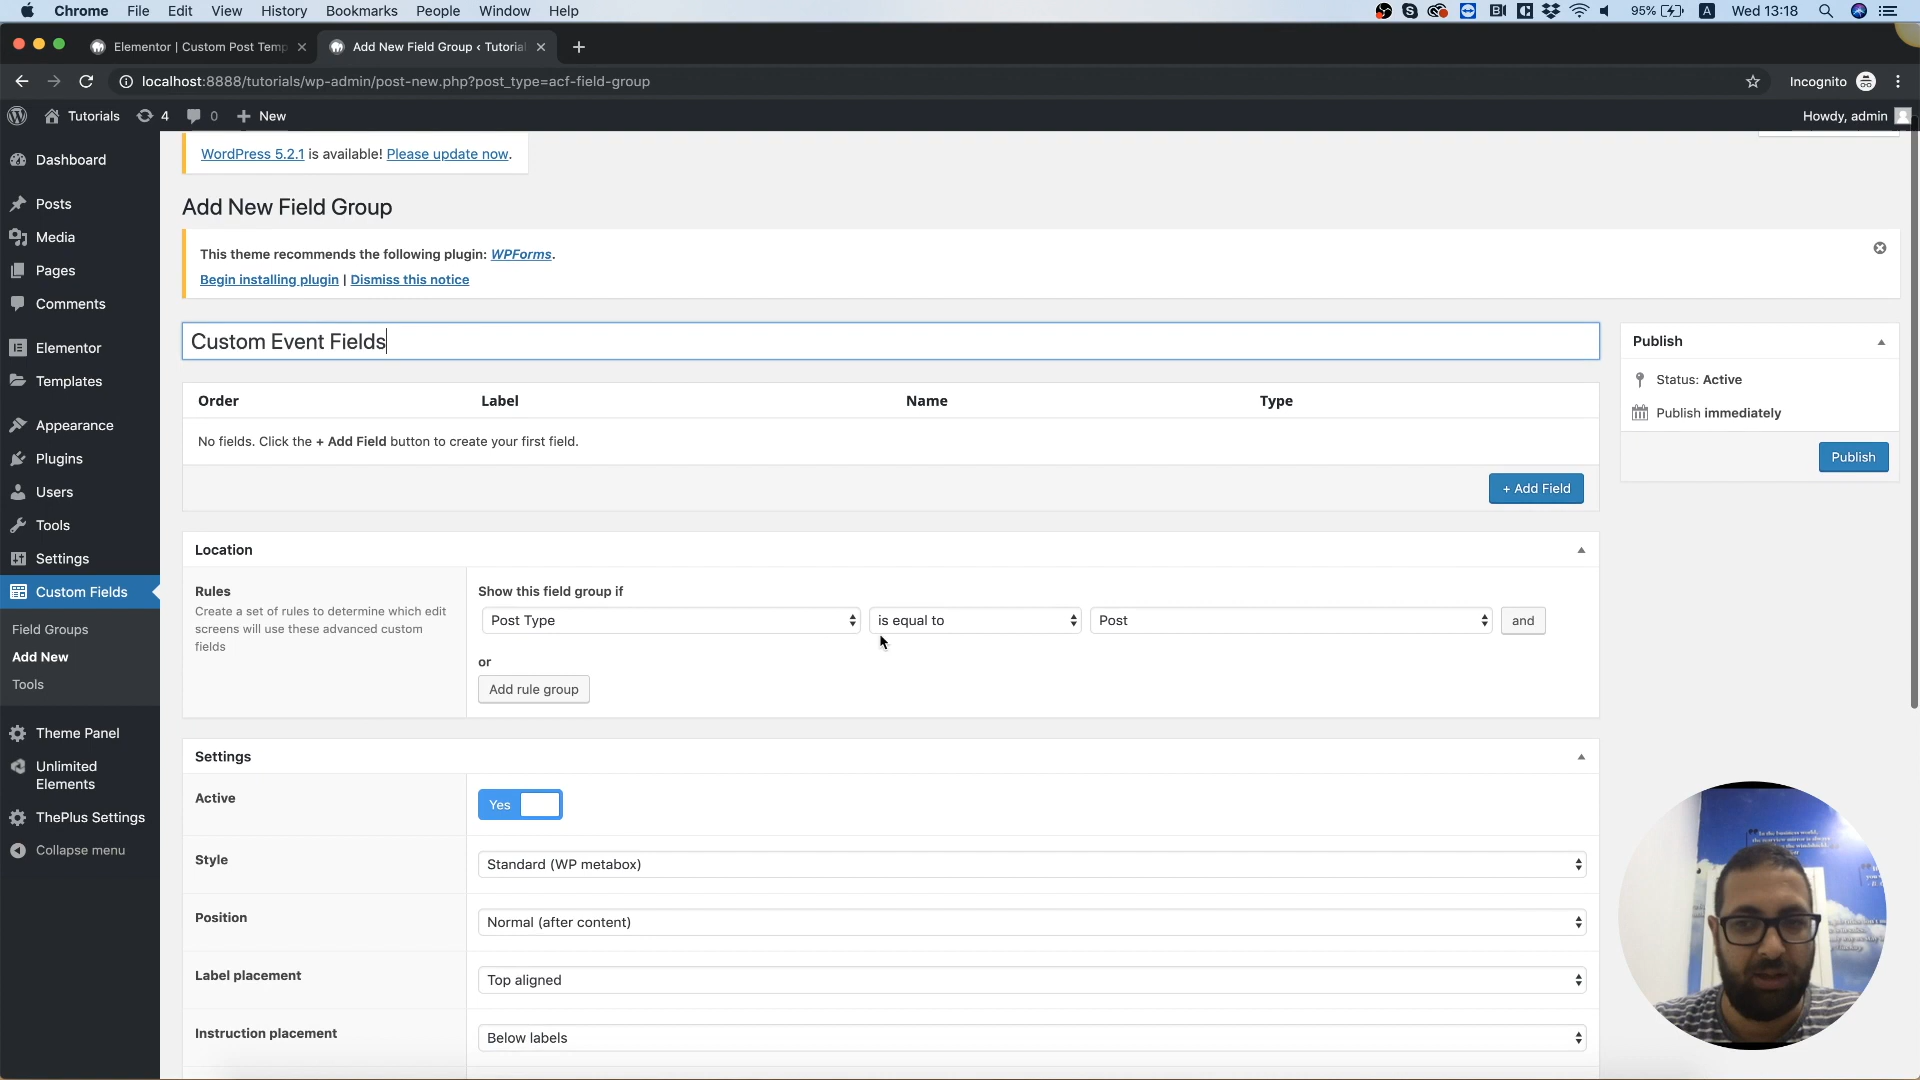 Chrome File Edit View History Bookmarks People Window Help 95% A Wed 13:18
Elementor | Custom Post Temp Add New Field Group ‹ Tutorial
localhost:8888/tutorials/wp-admin/post-new.php?post_type=acf-field-group Incognito
Tutorials 4 0 New Howdy, admin
WordPress 5.2.1 is available! Please update now.
Dashboard
Posts
Media
Pages
Comments
Elementor
Templates
Appearance
Plugins
Users
Tools
Settings
Custom Fields
Field Groups
Add New
Tools
Theme Panel
Unlimited
Elements
ThePlus Settings
Collapse menu
Add New Field Group
This theme recommends the following plugin: WPForms.
Begin installing plugin | Dismiss this notice
Custom Event Fields
Order Label Name Type
No fields. Click the + Add Field button to create your first field.
+ Add Field
Location
Rules
Create a set of rules to determine which edit
screens will use these advanced custom
fields
Show this field group if
Post Type is equal to Post and
or
Add rule group
Settings
Active Yes
Style Standard (WP metabox)
Position Normal (after content)
Label placement Top aligned
Instruction placement Below labels
Publish
Status: Active
Publish immediately
Publish